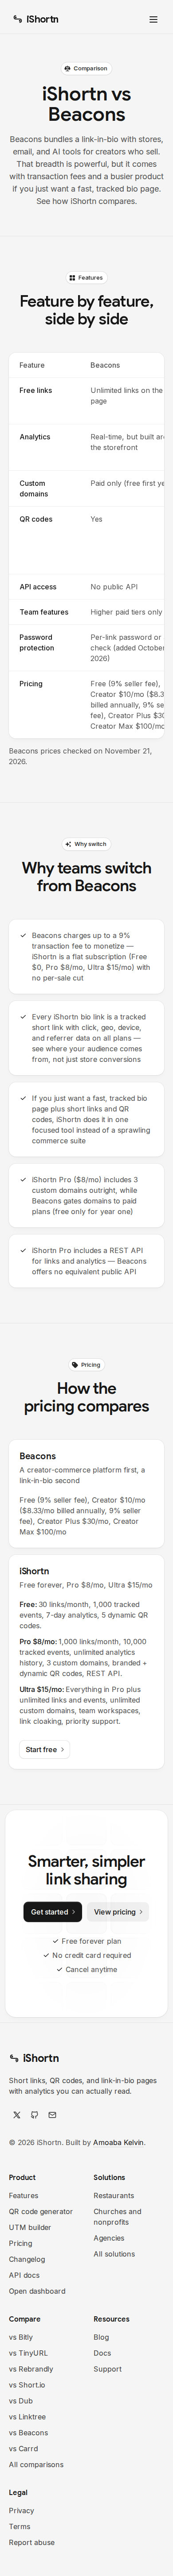 iShortn
Comparison
iShortn vs
Beacons
Beacons bundles a link-in-bio with stores,
email, and AI tools for creators who sell.
That breadth is powerful, but it comes
with transaction fees and a busier product
if you just want a fast, tracked bio page.
See how iShortn compares.
Features
Feature by feature,
side by side
Feature
Beacons
Free links
Unlimited links on the
page
Analytics
Real-time, but built ar
the storefront
Custom
domains
Paid only (free first ye
QR codes
Yes
API access
No public API
Team features
Higher paid tiers only
Password
protection
Per-link password or
check (added October
2026)
Pricing
Free (9% seller fee),
Creator $10/mo ($8.3
billed annually, 9% se
fee), Creator Plus $30
Creator Max $100/mo
Beacons prices checked on November 21,
2026.
Why switch
Why teams switch
from Beacons
Beacons charges up to a 9%
transaction fee to monetize —
iShortn is a flat subscription (Free
$0, Pro $8/mo, Ultra $15/mo) with
no per-sale cut
Every iShortn bio link is a tracked
short link with click, geo, device,
and referrer data on all plans —
see where your audience comes
from, not just store conversions
If you just want a fast, tracked bio
page plus short links and QR
codes, iShortn does it in one
focused tool instead of a sprawling
commerce suite
iShortn Pro ($8/mo) includes 3
custom domains outright, while
Beacons gates domains to paid
plans (free only for year one)
iShortn Pro includes a REST API
for links and analytics — Beacons
offers no equivalent public API
Pricing
How the
pricing compares
Beacons
A creator-commerce platform first, a
link-in-bio second
Free (9% seller fee), Creator $10/mo
($8.33/mo billed annually, 9% seller
fee), Creator Plus $30/mo, Creator
Max $100/mo
iShortn
Free forever, Pro $8/mo, Ultra $15/mo
Free: 30 links/month, 1,000 tracked
events, 7-day analytics, 5 dynamic QR
codes.
Pro $8/mo: 1,000 links/month, 10,000
tracked events, unlimited analytics
history, 3 custom domains, branded +
dynamic QR codes, REST API.
Ultra $15/mo: Everything in Pro plus
unlimited links and events, unlimited
custom domains, team workspaces,
link cloaking, priority support.
Start free
Smarter, simpler
link sharing
Get started
View pricing
Free forever plan
No credit card required
Cancel anytime
iShortn
Short links, QR codes, and link-in-bio pages
with analytics you can actually read.
© 2026 iShortn. Built by Amoaba Kelvin.
Product
Features
QR code generator
UTM builder
Pricing
Changelog
API docs
Open dashboard
Solutions
Restaurants
Churches and
nonprofits
Agencies
All solutions
Compare
vs Bitly
vs TinyURL
vs Rebrandly
vs Short.io
vs Dub
vs Linktree
vs Beacons
vs Carrd
All comparisons
Resources
Blog
Docs
Support
Legal
Privacy
Terms
Report abuse